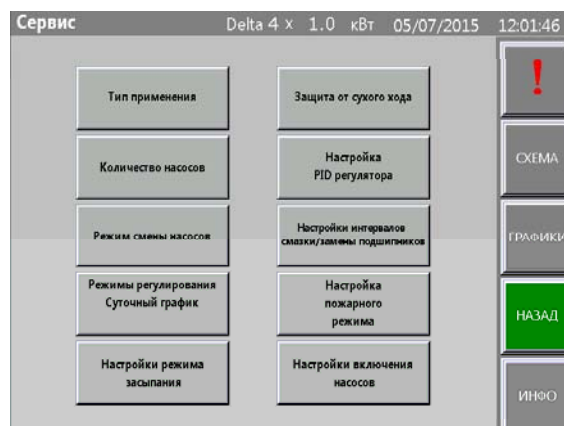 Сервис Delta 4 x 1.0 кВт 05/07/2015 12:01:46
Тип применения
Защита от сухого хода
!
Количество насосов
Настройка
PID регулятора
СХЕМА
Режим смены насосов
Настройки интервалов
смазки/замены подшипников
ГРАФИКИ
Режимы регулирования
Суточный график
Настройка
пожарного
режима
НАЗАД
Настройки режима
засыпания
Настройки включения
насосов
ИНФО